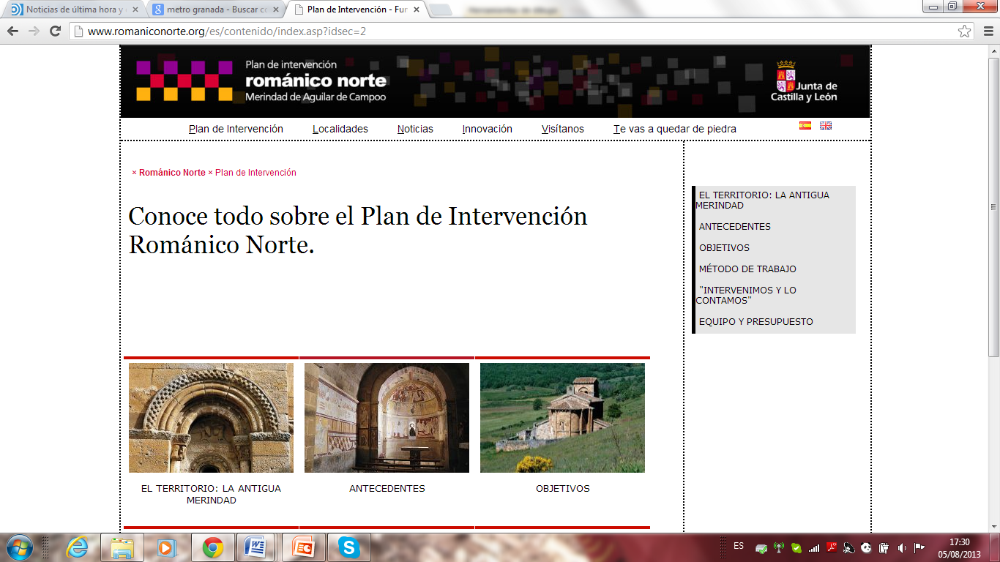 Noticias de última hora y
metro granada - Buscar co
Plan de Intervención - Fun
www.romaniconorte.org/es/contenido/index.asp?idsec=2
Plan de intervención
románico norte
Merindad de Aguilar de Campoo
Junta de
Castilla y León
Plan de Intervención
Localidades
Noticias
Innovación
Visítanos
Te vas a quedar de piedra
× Románico Norte × Plan de Intervención
Conoce todo sobre el Plan de Intervención
Románico Norte.
EL TERRITORIO: LA ANTIGUA
MERINDAD
ANTECEDENTES
OBJETIVOS
MÉTODO DE TRABAJO
"INTERVENIMOS Y LO
CONTAMOS"
EQUIPO Y PRESUPUESTO
EL TERRITORIO: LA ANTIGUA
MERINDAD
ANTECEDENTES
OBJETIVOS
ES
17:30
05/08/2013